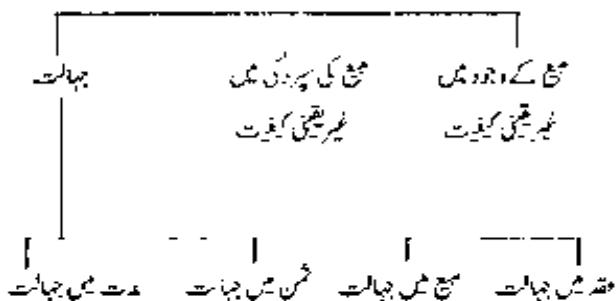 مبیع کے وجود میں مبیع کی سپردگی میں جہالت
غیر یقینی کیفیت غیر یقینی کیفیت
عقد میں جہالت مبیع میں جہالت ثمن میں جہالت مدت میں جہالت